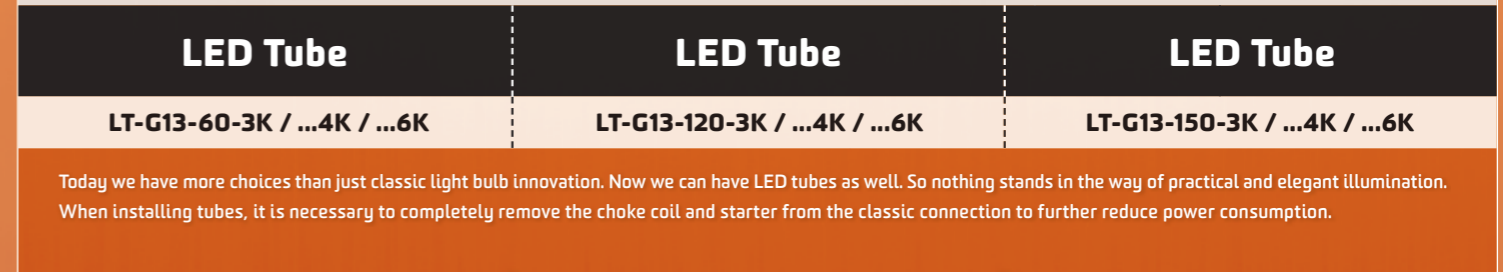 LED Tube LED Tube LED Tube
LT-G13-60-3K / ...4K / ...6K LT-G13-120-3K / ...4K / ...6K LT-G13-150-3K / ...4K / ...6K
Today we have more choices than just classic light bulb innovation. Now we can have LED tubes as well. So nothing stands in the way of practical and elegant illumination.
When installing tubes, it is necessary to completely remove the choke coil and starter from the classic connection to further reduce power consumption.